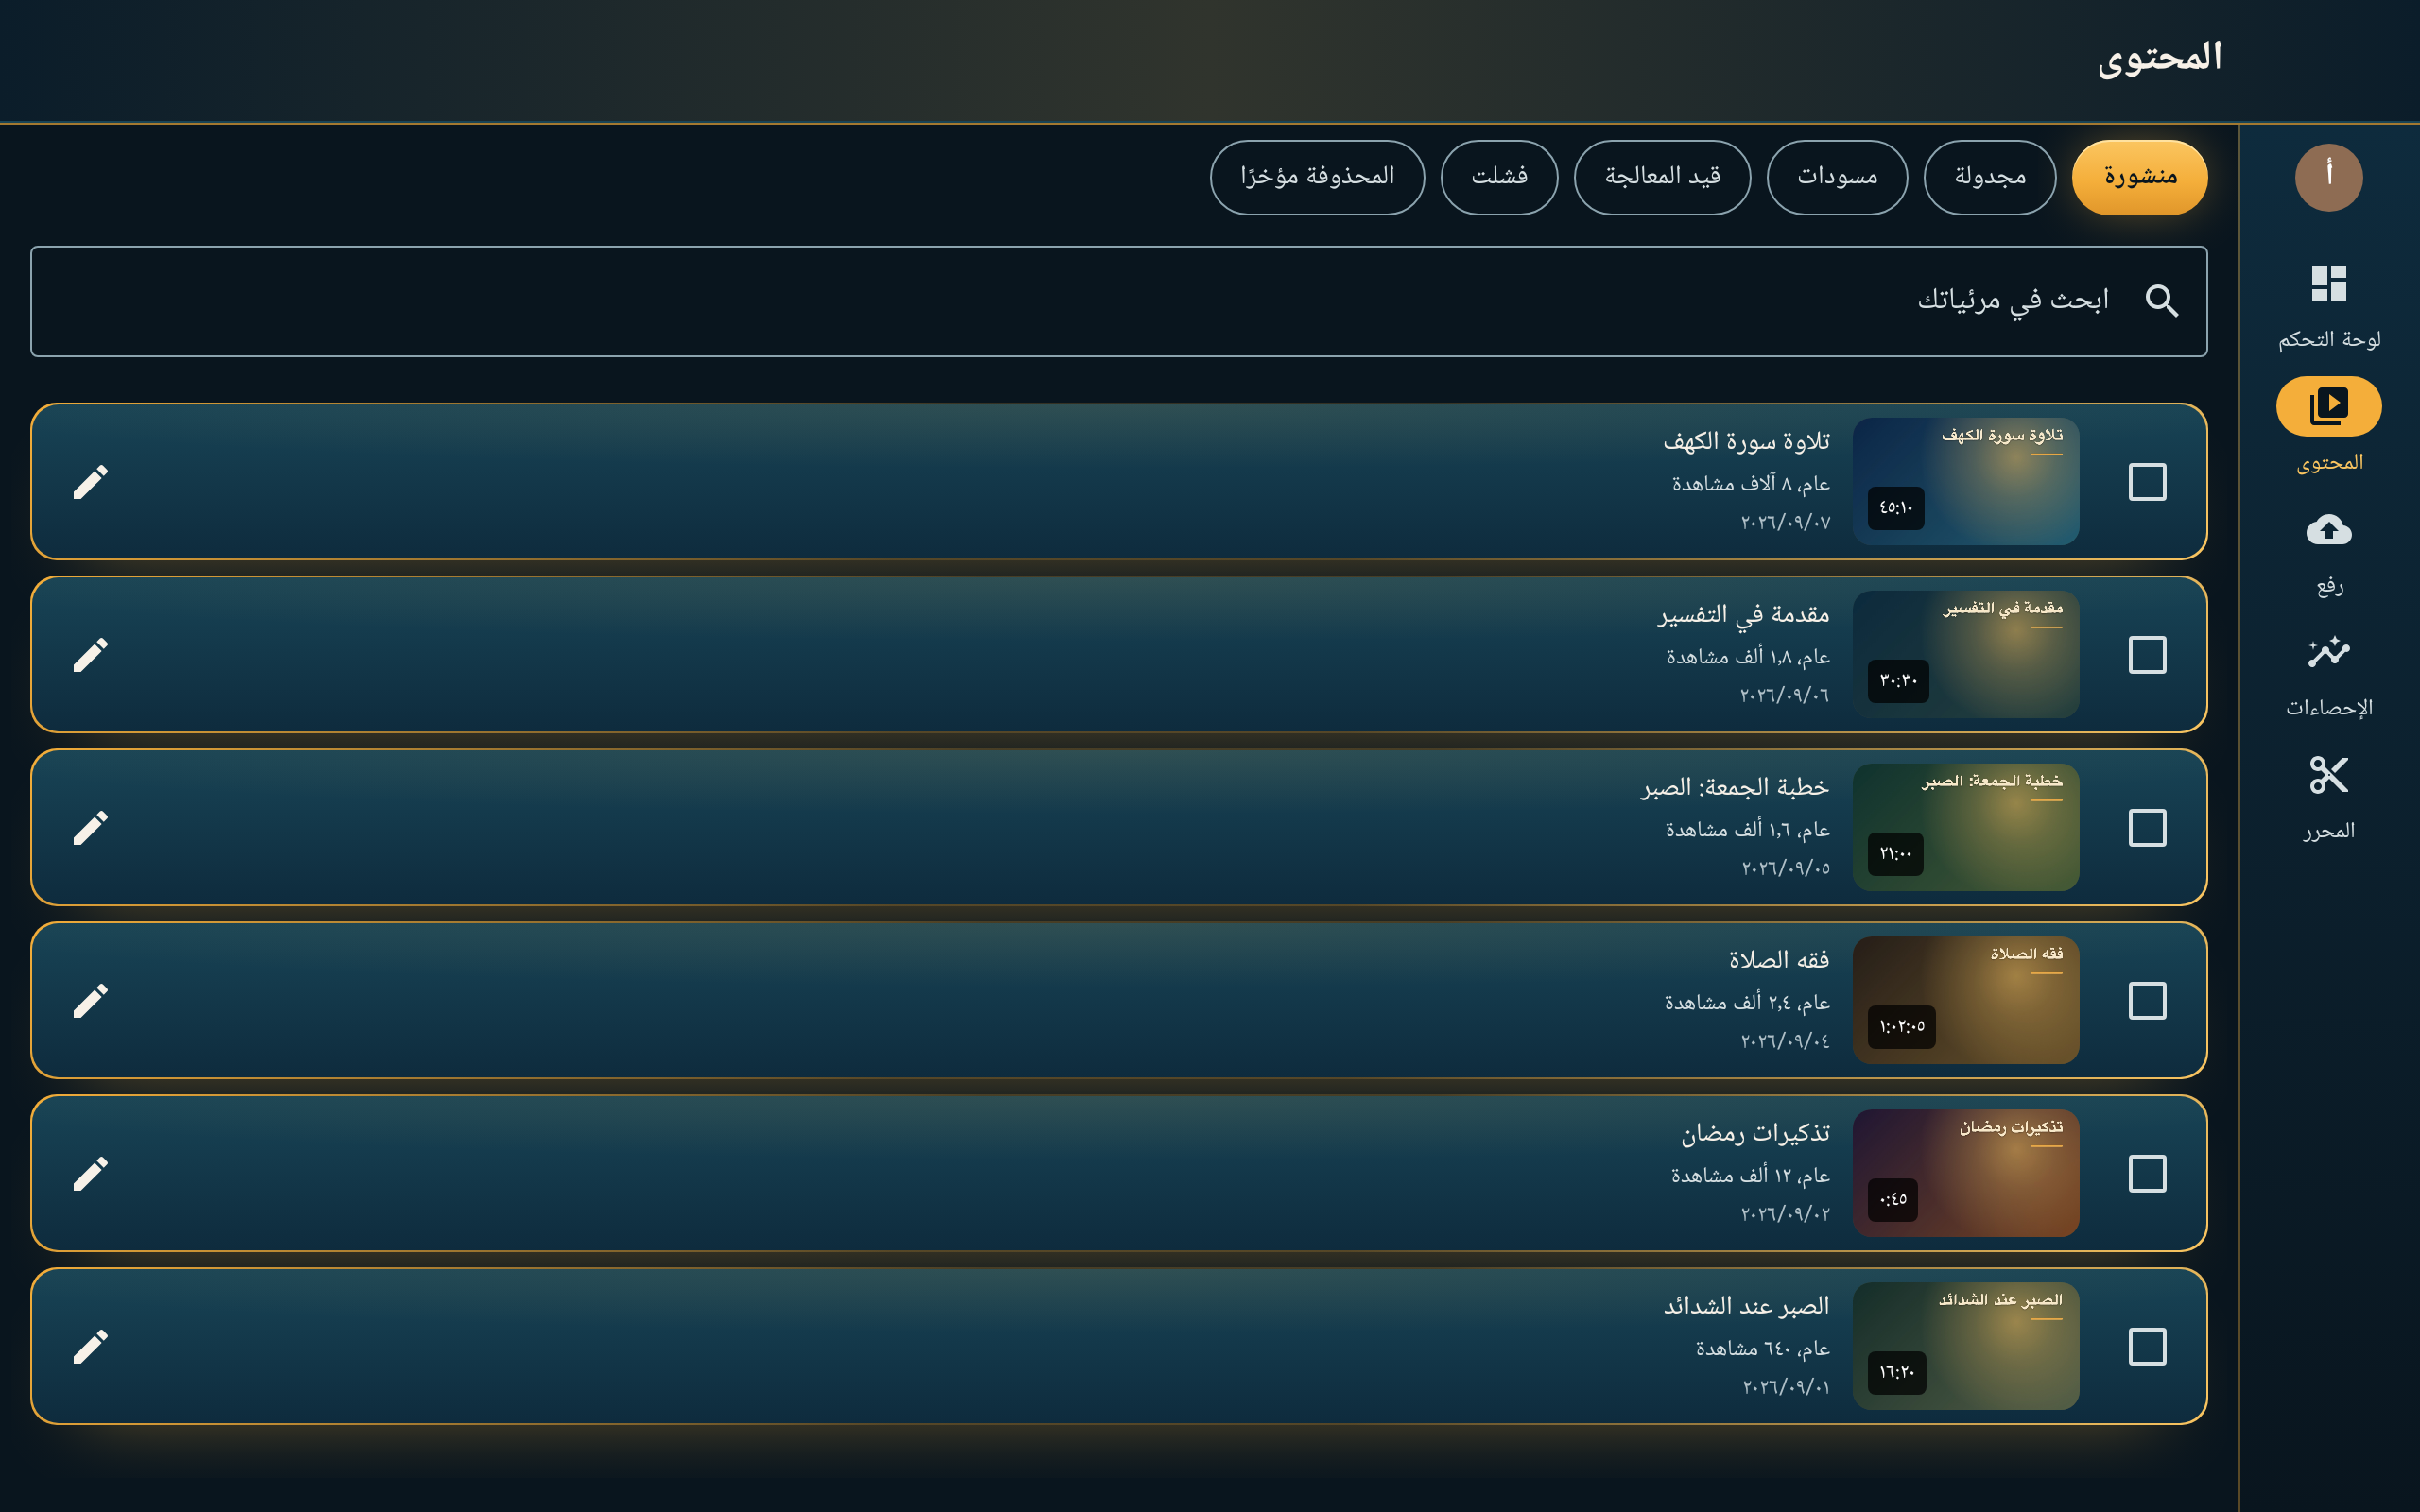 المحتوى
أ
لوحة التحكم
المحتوى
رفع
الإحصاءات
المحرر
منشورة
مجدولة
مسودات
قيد المعالجة
فشلت
المحذوفة مؤخرًا
ابحث في مرئياتك
تلاوة سورة الكهف
٤٥:١٠
تلاوة سورة الكهف
عام، ٨ آلاف مشاهدة
٢٠٢٦/٠٩/٠٧
مقدمة في التفسير
٣٠:٣٠
مقدمة في التفسير
عام، ١٫٨ ألف مشاهدة
٢٠٢٦/٠٩/٠٦
خطبة الجمعة: الصبر
٢١:٠٠
خطبة الجمعة: الصبر
عام، ١٫٦ ألف مشاهدة
٢٠٢٦/٠٩/٠٥
فقه الصلاة
١:٠٢:٠٥
فقه الصلاة
عام، ٢٫٤ ألف مشاهدة
٢٠٢٦/٠٩/٠٤
تذكيرات رمضان
٠:٤٥
تذكيرات رمضان
عام، ١٢ ألف مشاهدة
٢٠٢٦/٠٩/٠٢
الصبر عند الشدائد
١٦:٢٠
الصبر عند الشدائد
عام، ٦٤٠ مشاهدة
٢٠٢٦/٠٩/٠١